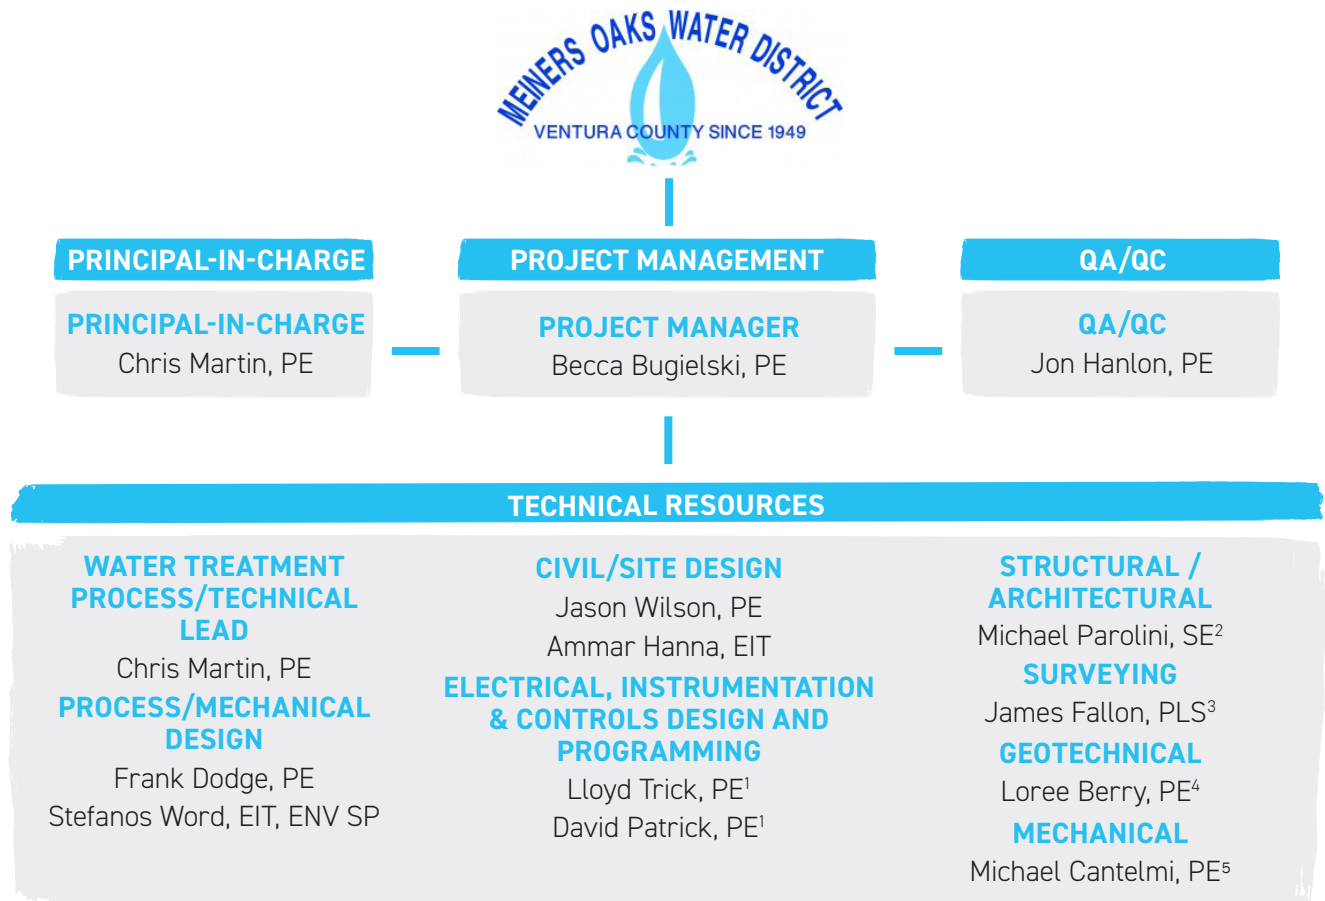 MEINERS OAKS WATER DISTRICT
VENTURA COUNTY SINCE 1949
PRINCIPAL-IN-CHARGE
PRINCIPAL-IN-CHARGE
Chris Martin, PE
PROJECT MANAGEMENT
PROJECT MANAGER
Becca Bugielski, PE
QA/QC
QA/QC
Jon Hanlon, PE
TECHNICAL RESOURCES
WATER TREATMENT
PROCESS/TECHNICAL
LEAD
Chris Martin, PE
PROCESS/MECHANICAL
DESIGN
Frank Dodge, PE
Stefanos Word, EIT, ENV SP
CIVIL/SITE DESIGN
Jason Wilson, PE
Ammar Hanna, EIT
ELECTRICAL, INSTRUMENTATION
& CONTROLS DESIGN AND
PROGRAMMING
Lloyd Trick, PE¹
David Patrick, PE¹
STRUCTURAL /
ARCHITECTURAL
Michael Parolini, SE²
SURVEYING
James Fallon, PLS³
GEOTECHNICAL
Loree Berry, PE⁴
MECHANICAL
Michael Cantelmi, PE⁵